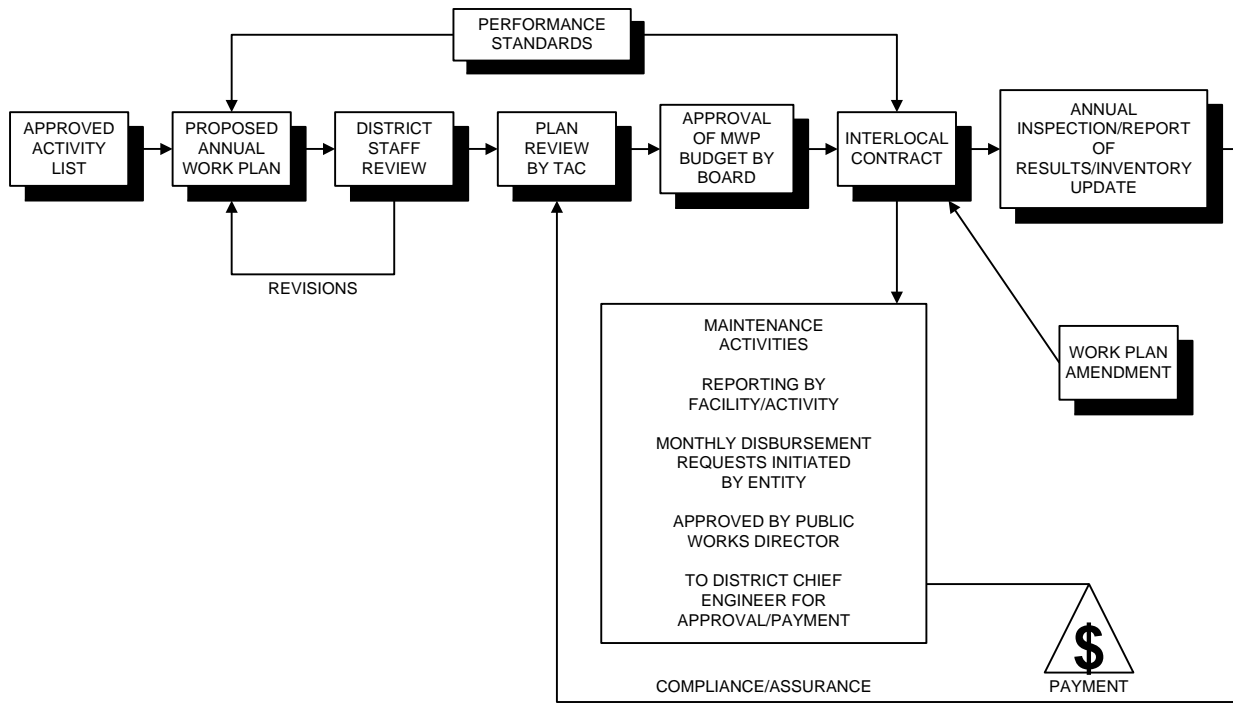 PERFORMANCE
STANDARDS
APPROVED
ACTIVITY
LIST
PROPOSED
ANNUAL
WORK PLAN
DISTRICT
STAFF
REVIEW
PLAN
REVIEW
BY TAC
APPROVAL
OF MWP
BUDGET BY
BOARD
INTERLOCAL
CONTRACT
ANNUAL
INSPECTION/REPORT
OF
RESULTS/INVENTORY
UPDATE
REVISIONS
MAINTENANCE
ACTIVITIES
REPORTING BY
FACILITY/ACTIVITY
MONTHLY DISBURSEMENT
REQUESTS INITIATED
BY ENTITY
APPROVED BY PUBLIC
WORKS DIRECTOR
TO DISTRICT CHIEF
ENGINEER FOR
APPROVAL/PAYMENT
WORK PLAN
AMENDMENT
$
PAYMENT
COMPLIANCE/ASSURANCE